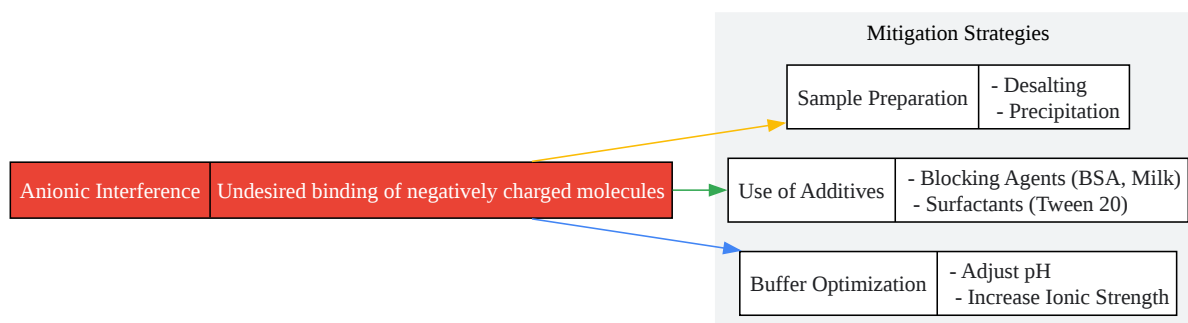 Mitigation Strategies
Sample Preparation
- Desalting
- Precipitation
Anionic Interference
Undesired binding of negatively charged molecules
Use of Additives
- Blocking Agents (BSA, Milk)
- Surfactants (Tween 20)
Buffer Optimization
- Adjust pH
- Increase Ionic Strength